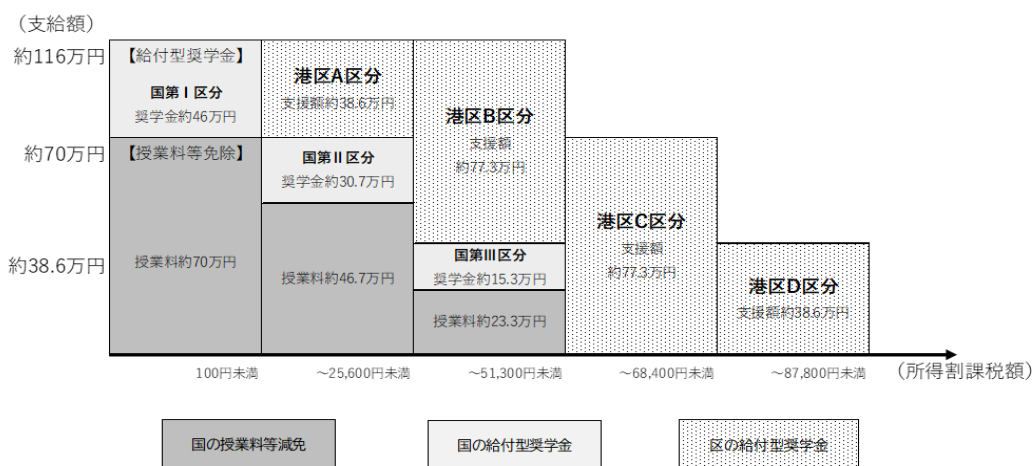 （支給額）
約116万円
約70万円
約38.6万円
【給付型奨学金】
国第Ⅰ区分
奨学金約46万円
【授業料等免除】
授業料約70万円
港区A区分
支援額約38.6万円
国第Ⅱ区分
奨学金約30.7万円
授業料約46.7万円
港区B区分
支援額
約77.3万円
国第Ⅲ区分
奨学金約15.3万円
授業料約23.3万円
港区C区分
支援額
約77.3万円
港区D区分
支援額約38.6万円
100円未満
～25,600円未満
～51,300円未満
～68,400円未満
～87,800円未満
（所得割課税額）
国の授業料等減免
国の給付型奨学金
区の給付型奨学金